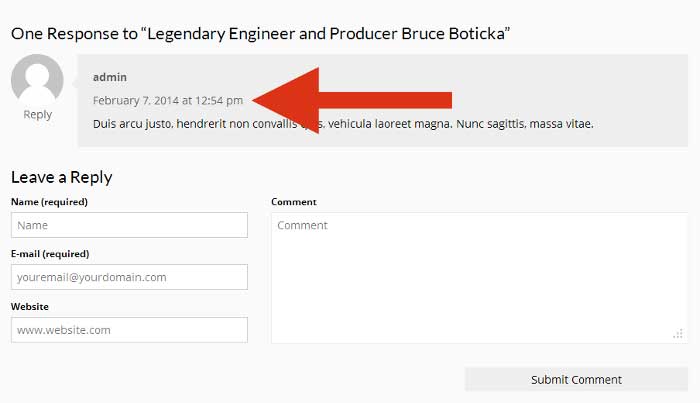 One Response to “Legendary Engineer and Producer Bruce Boticka”
admin
February 7, 2014 at 12:54 pm
Reply
Duis arcu justo, hendrerit non convallis quis, vehicula laoreet magna. Nunc sagittis, massa vitae.
Leave a Reply
Name (required)
Name
E-mail (required)
youremail@yourdomain.com
Website
www.website.com
Comment
Comment
Submit Comment